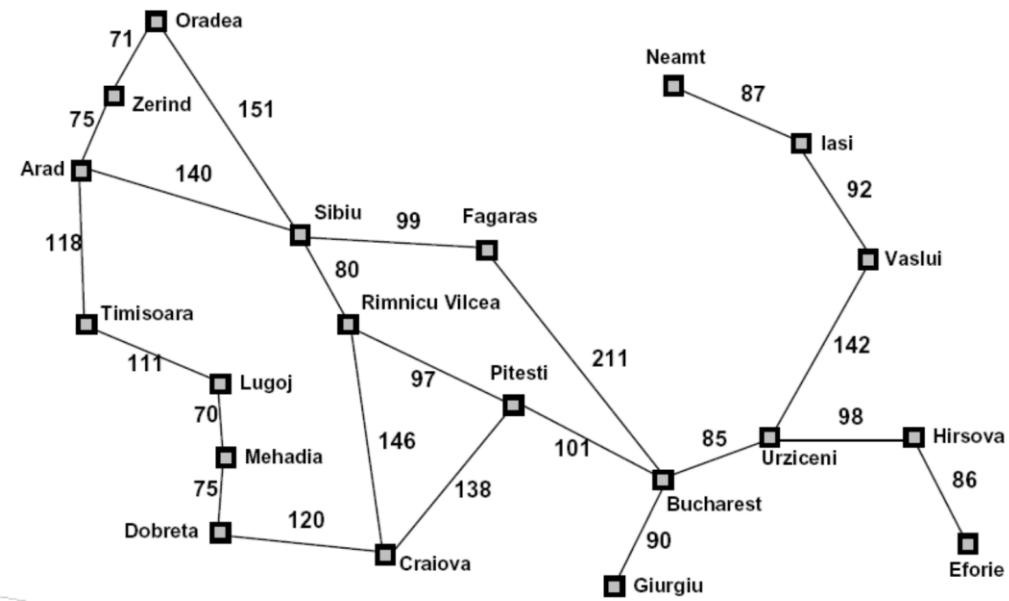 Oradea
71
Neamt
87
Zerind
151
75
Iasi
Arad
140
92
Sibiu
99
Fagaras
118
Vaslui
80
Rimnicu Vilcea
Timisoara
142
211
111
Pitesti
97
Lugoj
70
98
146
101
85
Hirsova
Mehadia
Urziceni
75
138
86
Bucharest
120
Dobreta
90
Craiova
Eforie
Giurgiu